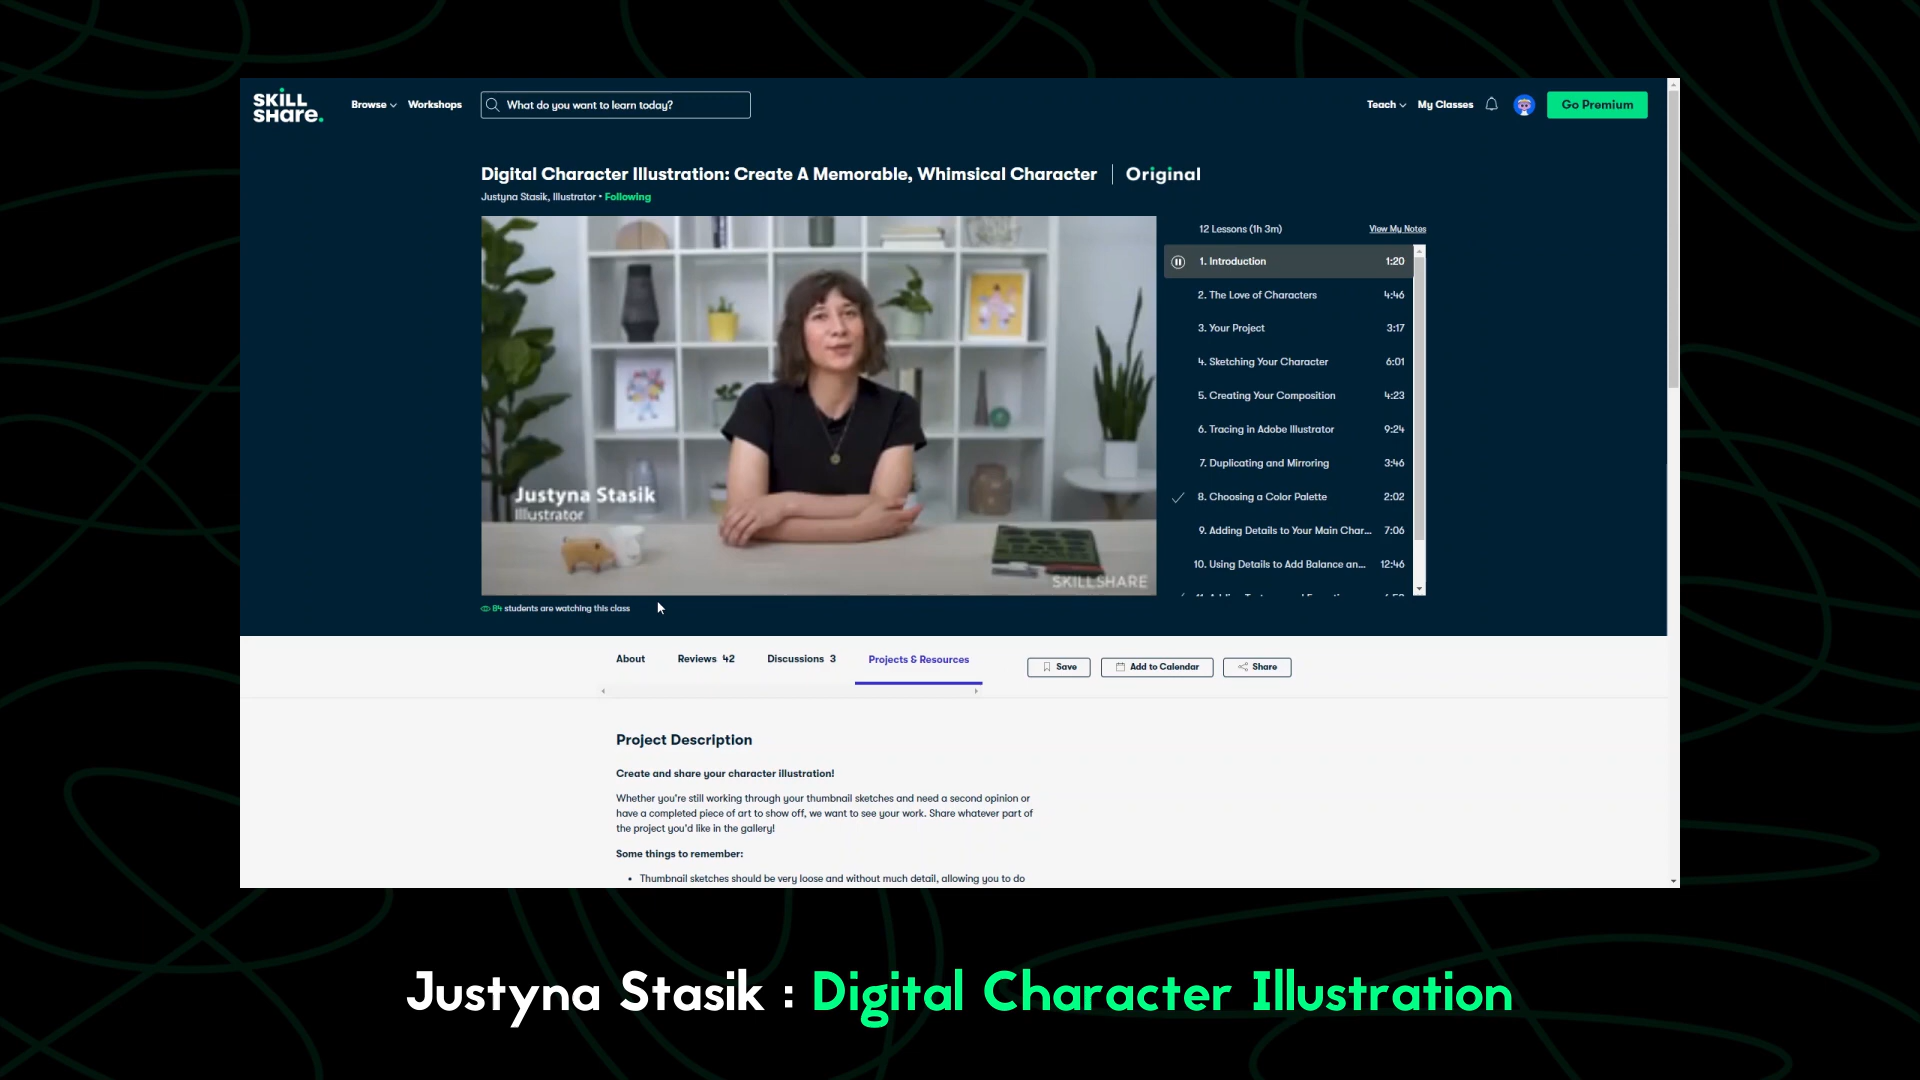 SKILL
SHARE.
Browse
Workshops
What do you want to learn today?
Teach
My Classes
Go Premium
Digital Character Illustration: Create A Memorable, Whimsical Character
Original
Justyna Stasik, Illustrator • Following
12 Lessons (1h 3m)
View My Notes
1. Introduction 1:20
2. The Love of Characters 4:46
3. Your Project 3:17
4. Sketching Your Character 6:01
5. Creating Your Composition 4:23
6. Tracing in Adobe Illustrator 9:24
7. Duplicating and Mirroring 3:46
8. Choosing a Color Palette 2:02
9. Adding Details to Your Main Char... 7:06
10. Using Details to Add Balance an... 12:46
Justyna Stasik
Illustrator
SKILLSHARE
84 students are watching this class
About
Reviews 42
Discussions 3
Projects & Resources
Save
Add to Calendar
Share
Project Description
Create and share your character illustration!
Whether you're still working through your thumbnail sketches and need a second opinion or
have a completed piece of art to show off, we want to see your work. Share whatever part of
the project you'd like in the gallery!
Some things to remember:
• Thumbnail sketches should be very loose and without much detail, allowing you to do
Justyna Stasik : Digital Character Illustration